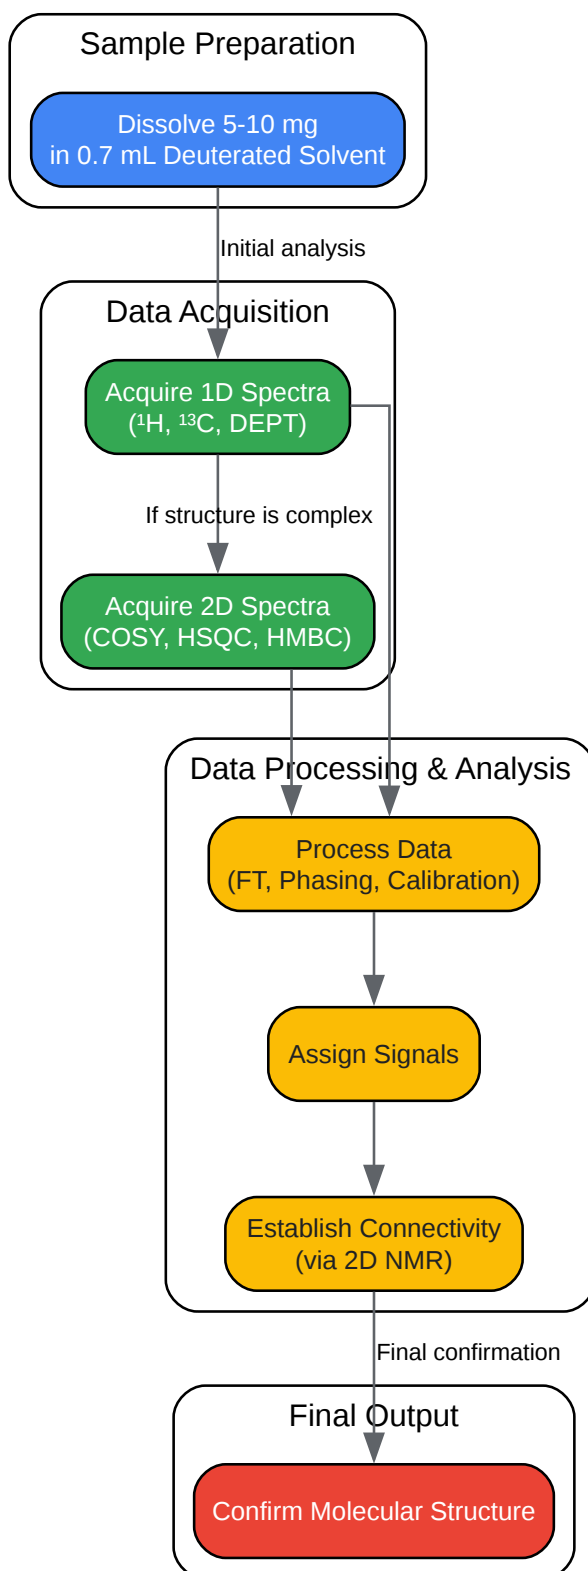 Sample Preparation
Dissolve 5-10 mg
in 0.7 mL Deuterated Solvent
Initial analysis
Data Acquisition
Acquire 1D Spectra
(¹H, ¹³C, DEPT)
If structure is complex
Acquire 2D Spectra
(COSY, HSQC, HMBC)
Data Processing & Analysis
Process Data
(FT, Phasing, Calibration)
Assign Signals
Establish Connectivity
(via 2D NMR)
Final confirmation
Final Output
Confirm Molecular Structure